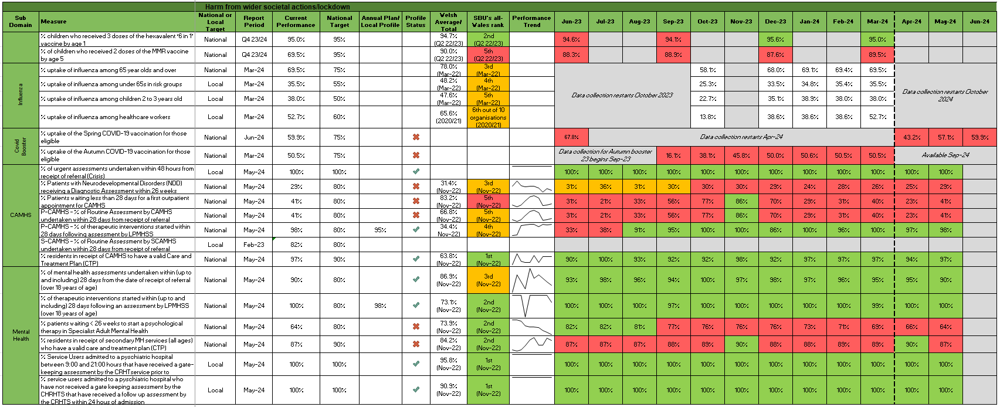 Harm from wider societal actions/lockdown
Sub Domain | Measure | National or Local Target | Report Period | Current Performance | National Target | Annual Plan/ Local Profile | Profile Status | Welsh Average/ Total | SBU's all-Wales rank | Performance Trend | Jun-23 | Jul-23 | Aug-23 | Sep-23 | Oct-23 | Nov-23 | Dec-23 | Jan-24 | Feb-24 | Mar-24 | Apr-24 | May-24 | Jun-24
% children who received 3 doses of the hexavalent '6 in 1' vaccine by age 1 | National | Q4 23/24 | 95.0% | 95% | 94.7% (Q2 22/23) | 2nd (Q2 22/23) | 94.6% | 94.1% | 95.6% | 95.0%
% of children who received 2 doses of the MMR vaccine by age 5 | National | Q4 23/24 | 69.5% | 95% | 90.0% (Q2 22/23) | 5th (Q2 22/23) | 88.3% | 88.9% | 87.6% | 89.5%
Influenza
% uptake of influenza among 65 year olds and over | National | Mar-24 | 69.5% | 75% | 78.0% (Mar-22) | 3rd (Mar-22) | 58.1% | 68.0% | 69.1% | 69.4% | 69.5%
% uptake of influenza among under 65s in risk groups | Local | Mar-24 | 35.5% | 55% | 48.2% (Mar-22) | 4th (Mar-22) | Data collection restarts October 2023 | 25.3% | 33.5% | 34.8% | 35.4% | 35.5% | Data collection restarts October 2024
% uptake of influenza among children 2 to 3 years old | Local | Mar-24 | 38.0% | 50% | 47.6% (Mar-22) | 5th (Mar-22) | 22.7% | 35.1% | 38.9% | 38.0% | 38.0%
% uptake of influenza among healthcare workers | Local | Mar-24 | 52.7% | 60% | 65.6% (2020/21) | 6th out of 10 organisations (2020/21) | 13.8% | 38.6% | 38.6% | 38.6% | 52.7%
Covid Booster
% uptake of the Spring COVID-19 vaccination for those eligible | National | Jun-24 | 59.9% | 75% | 67.8% | Data collection restarts Apr-24 | 43.2% | 57.1% | 59.9%
% uptake of the Autumn COVID-19 vaccination for those eligible | National | Mar-24 | 50.5% | 75% | Data collection for Autumn booster 23 begins Sep-23 | 16.1% | 38.1% | 45.8% | 50.0% | 50.6% | 50.5% | 50.5% | Available Sep-24
CAMHS
% of urgent assessments undertaken within 48 hours from receipt of referral (Crisis) | Local | May-24 | 100% | 100% | 100% | 100% | 100% | 100% | 100% | 100% | 100% | 100% | 100% | 100% | 100% | 100%
% Patients with Neurodevelopmental Disorders (NDD) receiving a Diagnostic Assessment within 26 weeks | National | May-24 | 29% | 80% | 31.4% (Nov-22) | 3rd (Nov-22) | 31% | 36% | 31% | 30% | 30% | 30% | 29% | 24% | 28% | 26% | 25% | 29%
% Patients waiting less than 28 days for a first outpatient appointment for CAMHS | National | May-24 | 41% | 80% | 83.2% (Nov-22) | 5th (Nov-22) | 31% | 21% | 33% | 56% | 77% | 86% | 70% | 29% | 31% | 40% | 23% | 41%
P-CAMHS - % of Routine Assessment by CAMHS undertaken within 28 days from receipt of referral | National | May-24 | 41% | 80% | 66.8% (Nov-22) | 5th (Nov-22) | 31% | 21% | 33% | 56% | 77% | 86% | 70% | 29% | 31% | 40% | 23% | 41%
P-CAMHS - % of therapeutic interventions started within 28 days following assessment by LPMHSS | National | May-24 | 98% | 80% | 95% | 34.4% Nov-22) | 4th (Nov-22) | 33% | 38% | 91% | 95% | 100% | 100% | 86% | 100% | 96% | 100% | 97% | 98%
S-CAMHS - % of Routine Assessment by SCAMHS undertaken within 28 days from receipt of referral | Local | Feb-23 | 82% | 80%
% residents in receipt of CAMHS to have a valid Care and Treatment Plan (CTP) | National | May-24 | 97% | 90% | 63.8% (Nov-22) | 1st (Nov-22) | 90% | 100% | 93% | 92% | 92% | 98% | 92% | 97% | 97% | 97% | 94% | 97%
Mental Health
% of mental health assessments undertaken within (up to and including) 28 days from the date of receipt of referral (over 18 years of age) | National | May-24 | 90% | 80% | 86.9% (Nov-22) | 3rd (Nov-22) | 93% | 98% | 96% | 94% | 100% | 98% | 100% | 97% | 96% | 95% | 95% | 90%
% of therapeutic interventions started within (up to and including) 28 days following an assessment by LPMHSS (over 18 years of age) | National | May-24 | 100% | 80% | 98% | 73.1% (Nov-22) | 2nd (Nov-22) | 100% | 100% | 100% | 97% | 100% | 100% | 100% | 100% | 100% | 99% | 100% | 100%
% patients waiting < 26 weeks to start a psychological therapy in Specialist Adult Mental Health | National | May-24 | 64% | 80% | 73.9% (Nov-22) | 2nd (Nov-22) | 82% | 82% | 81% | 77% | 76% | 76% | 76% | 73% | 71% | 69% | 66% | 64%
% residents in receipt of secondary MH services (all ages) who have a valid care and treatment plan (CTP) | National | May-24 | 87% | 90% | 84.2% (Nov-22) | 2nd (Nov-22) | 87% | 87% | 87% | 88% | 89% | 90% | 88% | 88% | 89% | 89% | 90% | 87%
% Service Users admitted to a pyschiatric hospital between 9:00 and 21:00 hours that have received a gate-keeping assessment by the CRHTservice prior to | Local | May-24 | 100% | 100% | 95.8% (Nov-22) | 1st (Nov-22) | 100% | 100% | 100% | 100% | 100% | 100% | 100% | 100% | 100% | 100% | 100% | 100%
% service users admitted to a pyschiatric hospital who have not received a gate keeping assessment by the CHRHTS that have received a follow up assessment by the CRHTS within 24 hous of admission | Local | May-24 | 100% | 100% | 90.9% (Nov-22) | 1st (Nov-22) | 100% | 100% | 100% | 100% | 100% | 100% | 100% | 100% | 100% | 100% | 100% | 100%